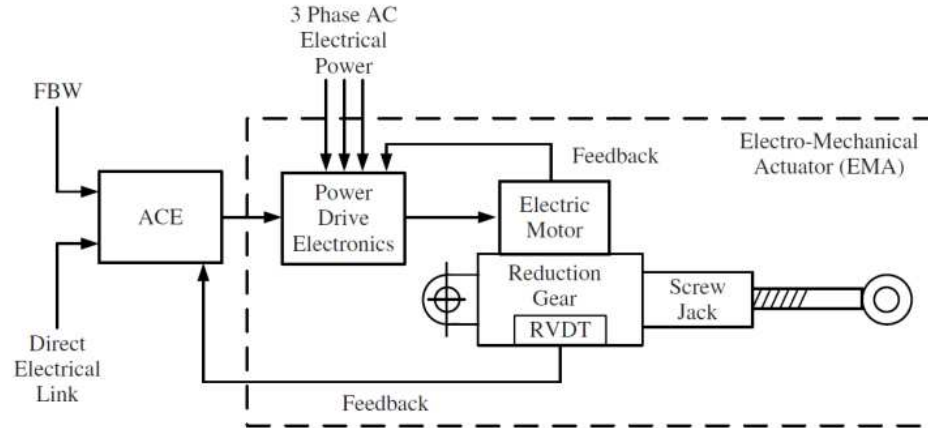 3 Phase AC
Electrical
Power
FBW
Electro-Mechanical
Actuator (EMA)
Feedback
ACE
Power
Drive
Electronics
Electric
Motor
Reduction
Gear
Screw
Jack
RVDT
Direct
Electrical
Link
Feedback